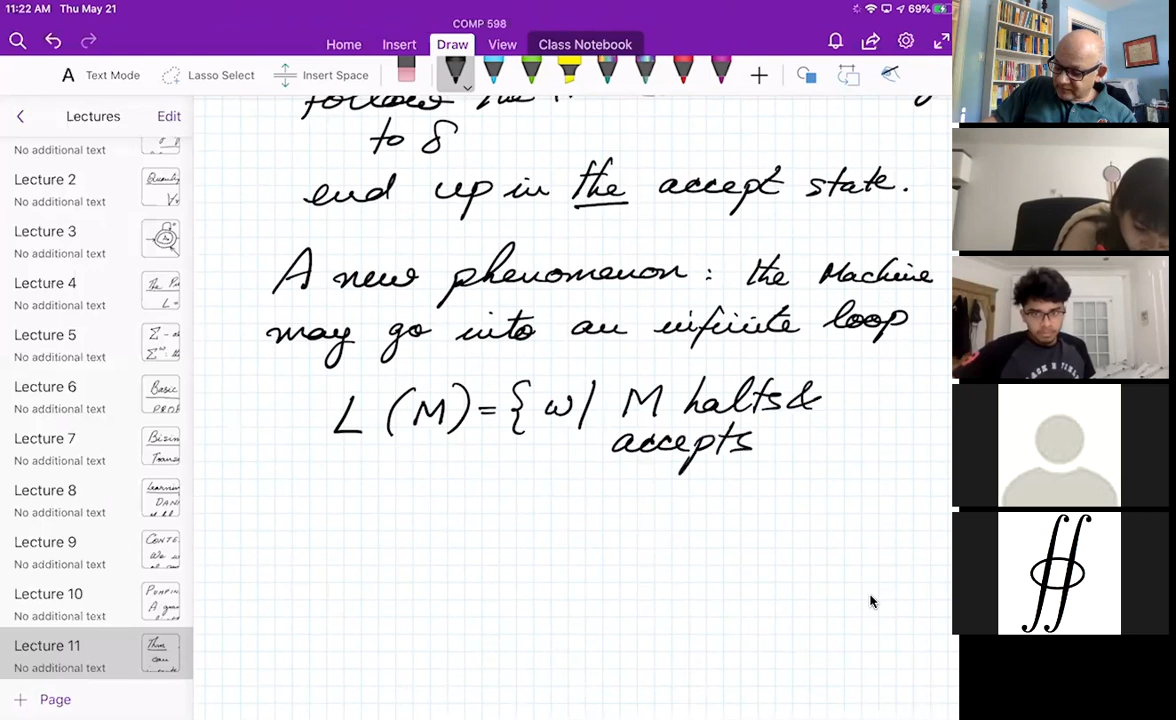 11:22 AM Thu May 21
69%
COMP 598
Home Insert Draw View Class Notebook
A Text Mode Lasso Select Insert Space
Lectures Edit
No additional text
Lecture 2
No additional text
Lecture 3
No additional text
Lecture 4
No additional text
Lecture 5
No additional text
Lecture 6
No additional text
Lecture 7
No additional text
Lecture 8
No additional text
Lecture 9
No additional text
Lecture 10
No additional text
Lecture 11
No additional text
+ Page
follow
to δ
end up in the accept state.
A new phenomenon : the Machine
may go into an infinite loop
L (M) = { w / M halts &
accepts